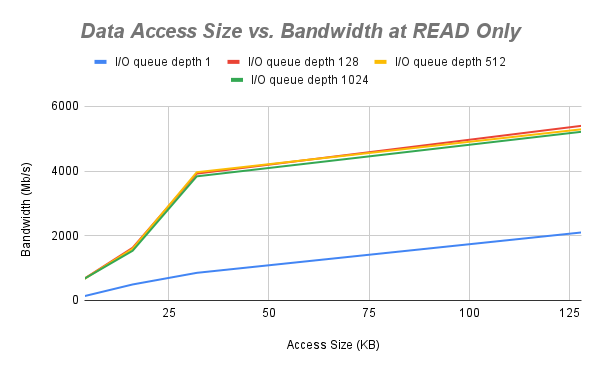 Data Access Size vs. Bandwidth at READ Only
I/O queue depth 1 I/O queue depth 128 I/O queue depth 512
I/O queue depth 1024
6000
4000
2000
0
Bandwidth (Mb/s)
25 50 75 100 125
Access Size (KB)